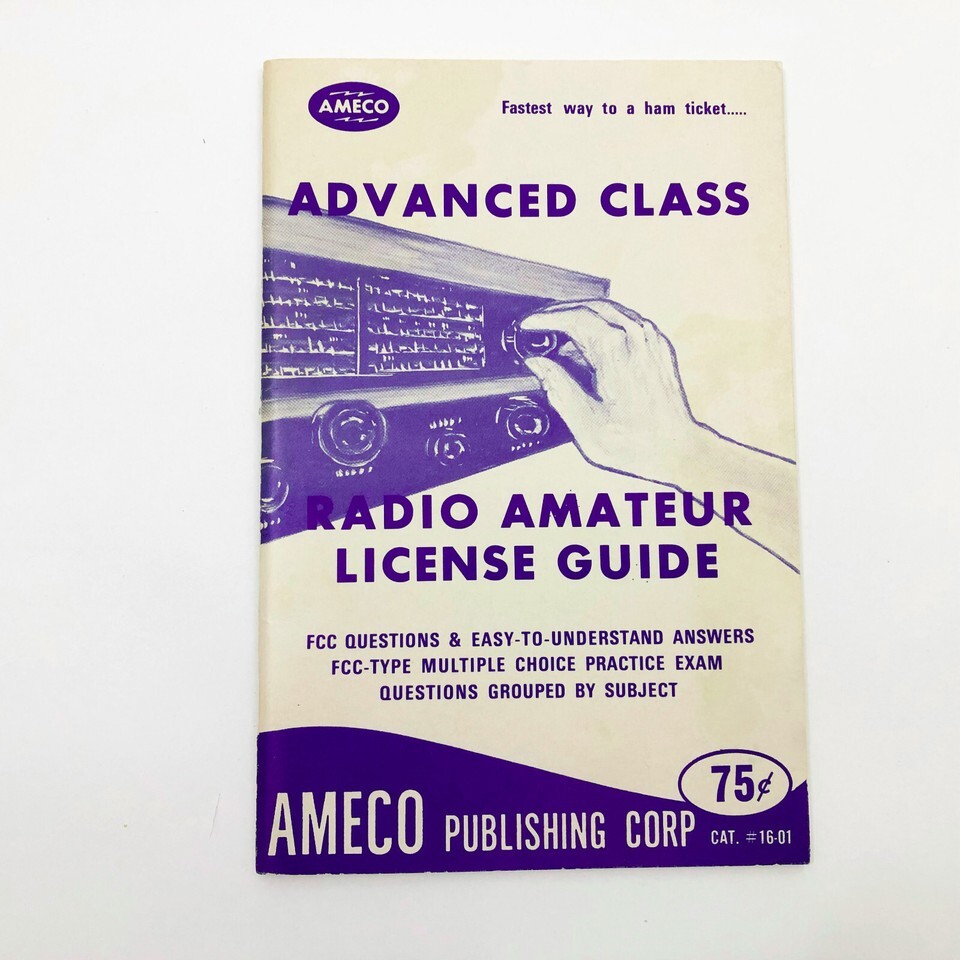 AMECO
Fastest way to a ham ticket.....
ADVANCED CLASS
RADIO AMATEUR
LICENSE GUIDE
FCC QUESTIONS & EASY-TO-UNDERSTAND ANSWERS
FCC-TYPE MULTIPLE CHOICE PRACTICE EXAM
QUESTIONS GROUPED BY SUBJECT
75¢
AMECO PUBLISHING CORP CAT. #16-01